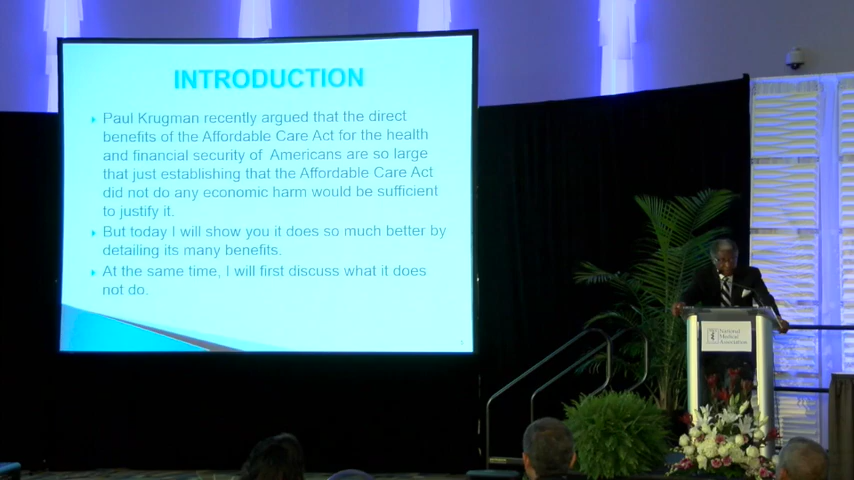 INTRODUCTION
Paul Krugman recently argued that the direct
benefits of the Affordable Care Act for the health
and financial security of Americans are so large
that just establishing that the Affordable Care Act
did not do any economic harm would be sufficient
to justify it.
But today I will show you it does so much better by
detailing its many benefits.
At the same time, I will first discuss what it does
not do.
National
Medical
Association